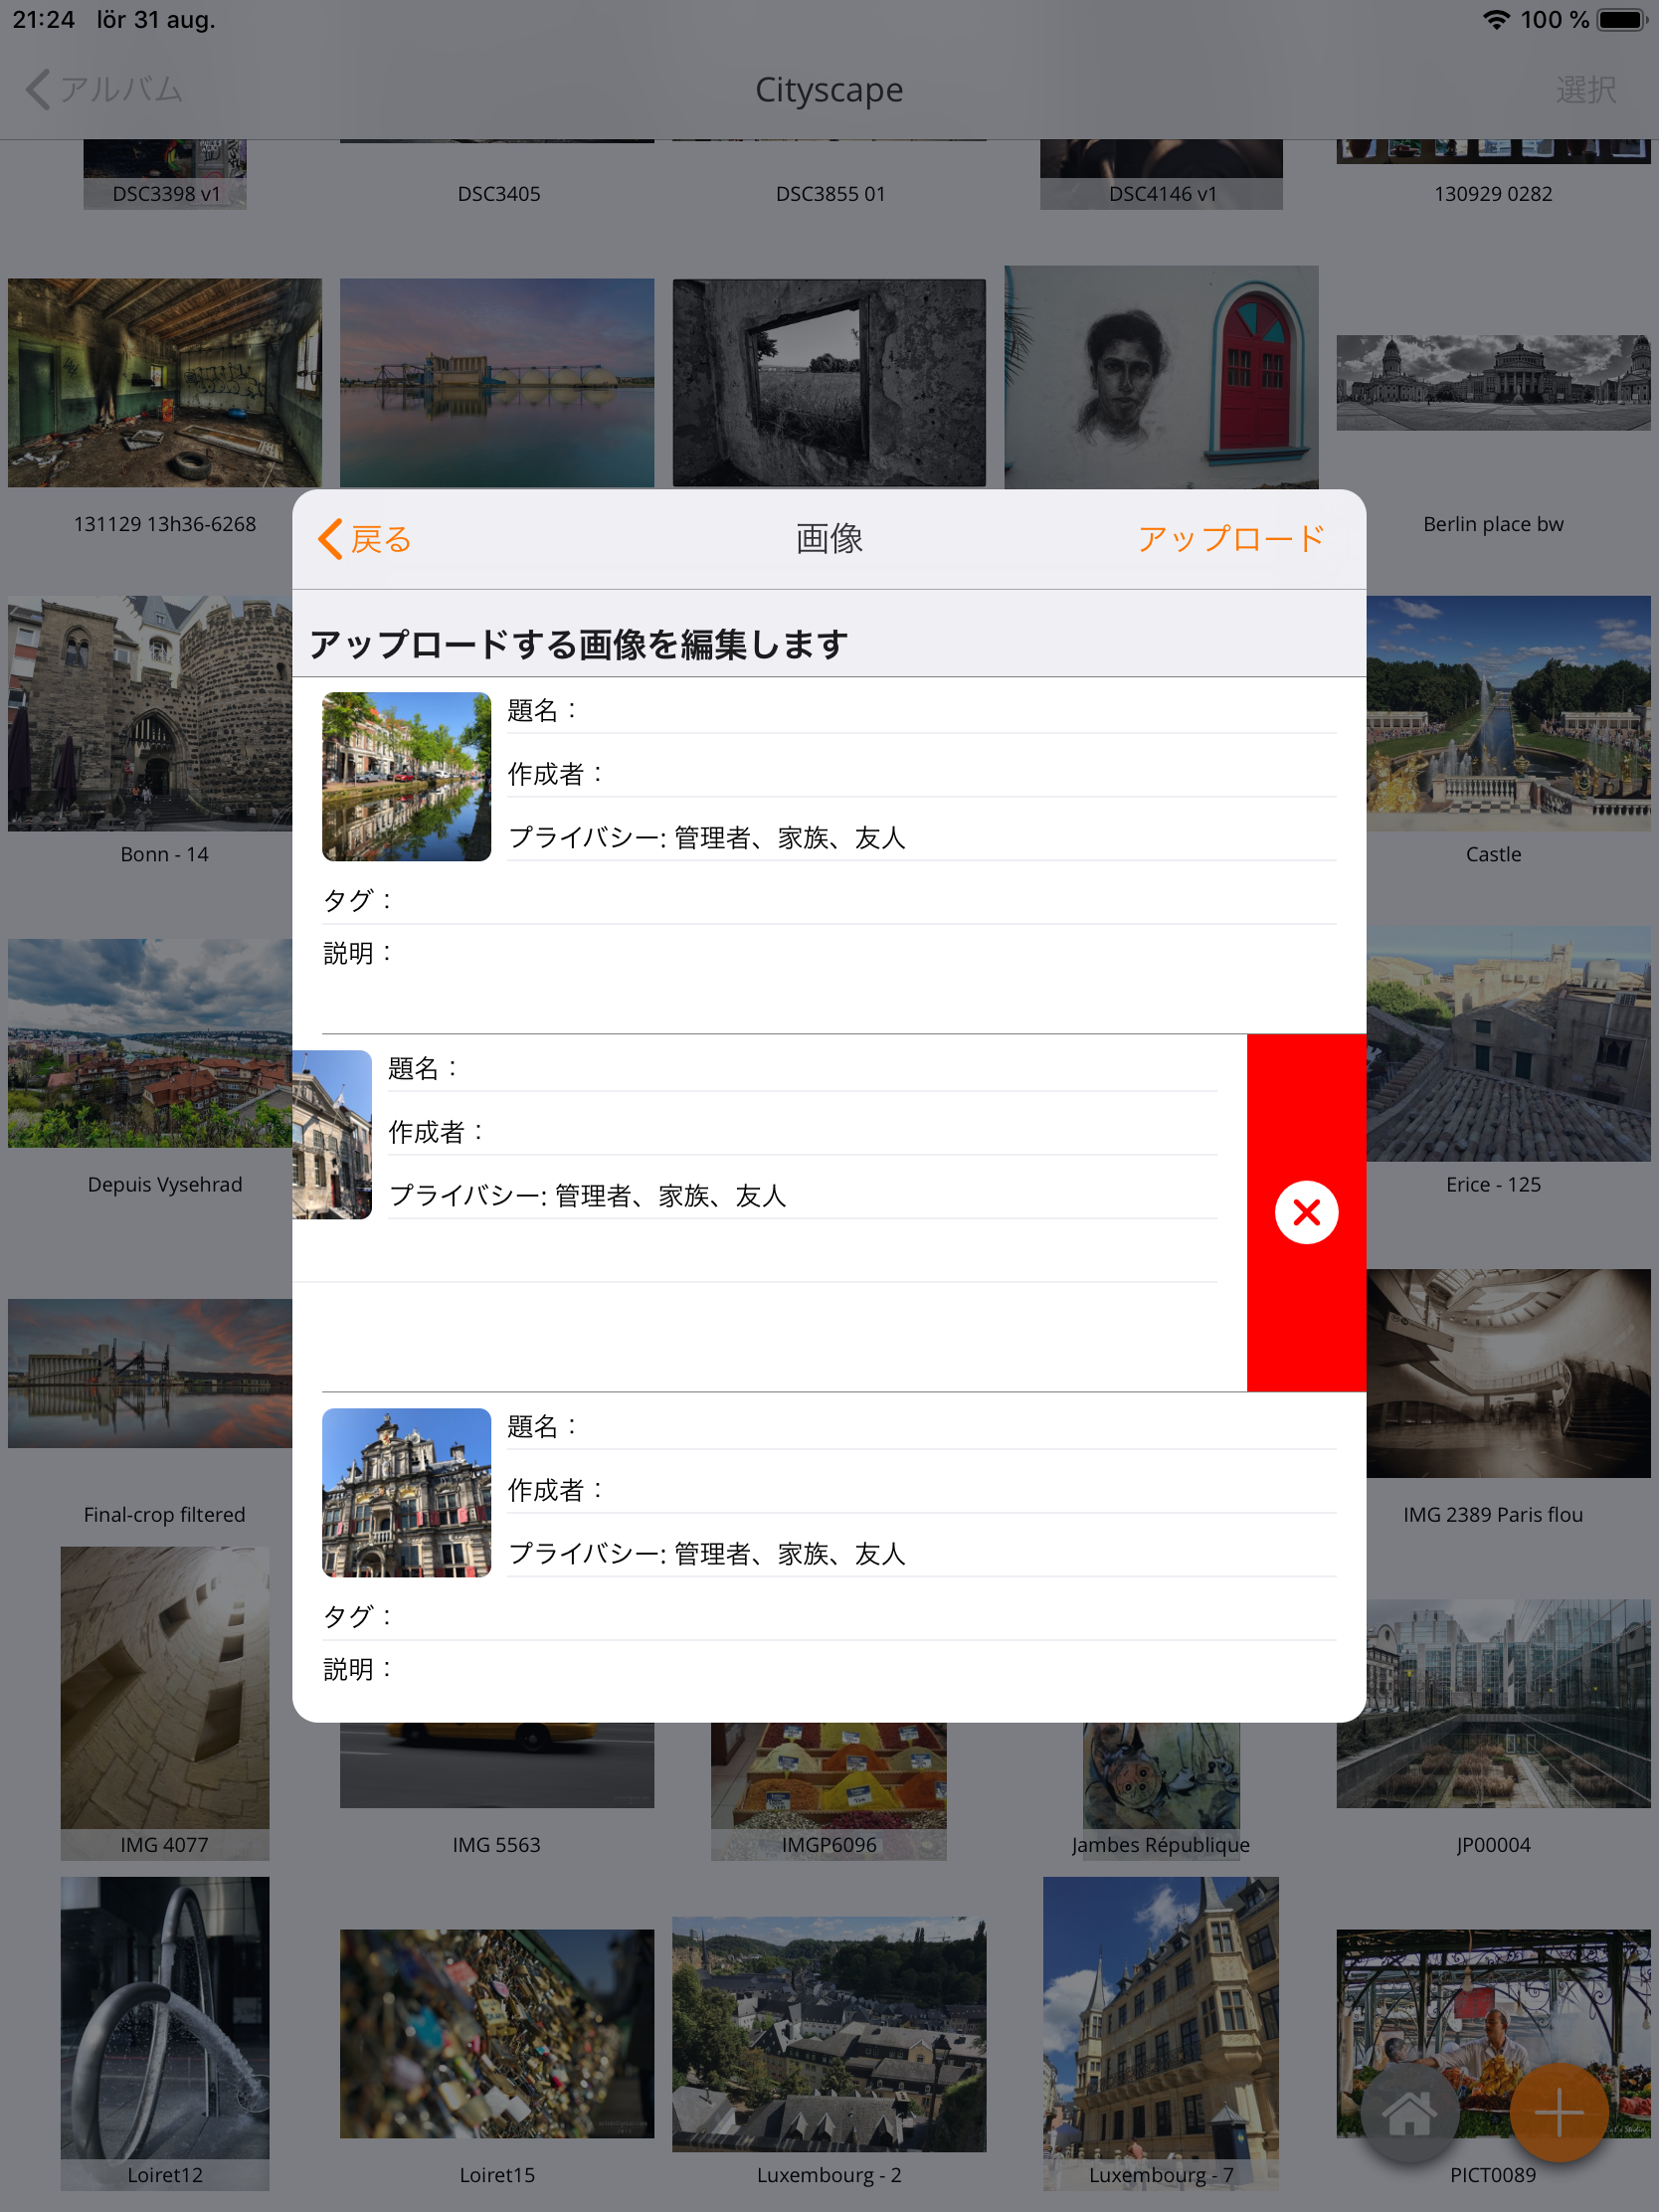 21:24 lör 31 aug. 100 %
アルバム Cityscape 選択
DSC3398 v1 DSC3405 DSC3855 01 DSC4146 v1 130929 0282
131129 13h36-6268 Berlin place bw
戻る 画像 アップロード
アップロードする画像を編集します
題名：
作成者：
プライバシー: 管理者、家族、友人
タグ：
説明：
Bonn - 14 Castle
題名：
作成者：
プライバシー: 管理者、家族、友人
Depuis Vysehrad Erice - 125
題名：
作成者：
プライバシー: 管理者、家族、友人
タグ：
説明：
Final-crop filtered IMG 2389 Paris flou
IMG 4077 IMG 5563 IMGP6096 Jambes République JP00004
Loiret12 Loiret15 Luxembourg - 2 Luxembourg - 7 PICT0089